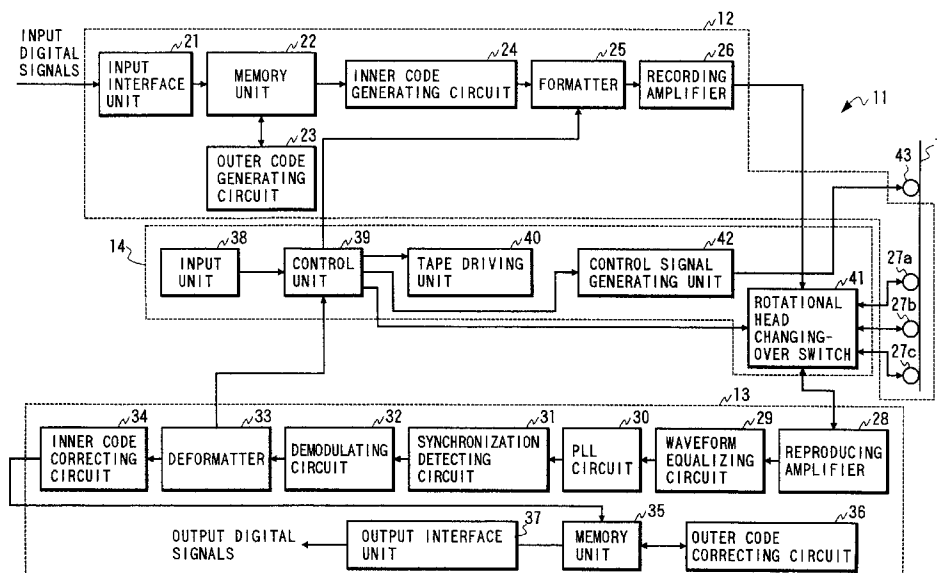 12
INPUT
DIGITAL
SIGNALS
21
INPUT
INTERFACE
UNIT
22
MEMORY
UNIT
24
INNER CODE
GENERATING CIRCUIT
25
FORMATTER
26
RECORDING
AMPLIFIER
11
23
OUTER CODE
GENERATING
CIRCUIT
43
14
38
INPUT
UNIT
39
CONTROL
UNIT
40
TAPE DRIVING
UNIT
42
CONTROL SIGNAL
GENERATING UNIT
41
ROTATIONAL
HEAD
CHANGING-
OVER SWITCH
27a
27b
27c
13
34
INNER CODE
CORRECTING
CIRCUIT
33
DEFORMATTER
32
DEMODULATING
CIRCUIT
31
SYNCHRONIZATION
DETECTING
CIRCUIT
30
PLL
CIRCUIT
29
WAVEFORM
EQUALIZING
CIRCUIT
28
REPRODUCING
AMPLIFIER
OUTPUT DIGITAL
SIGNALS
37
OUTPUT INTERFACE
UNIT
35
MEMORY
UNIT
36
OUTER CODE
CORRECTING CIRCUIT